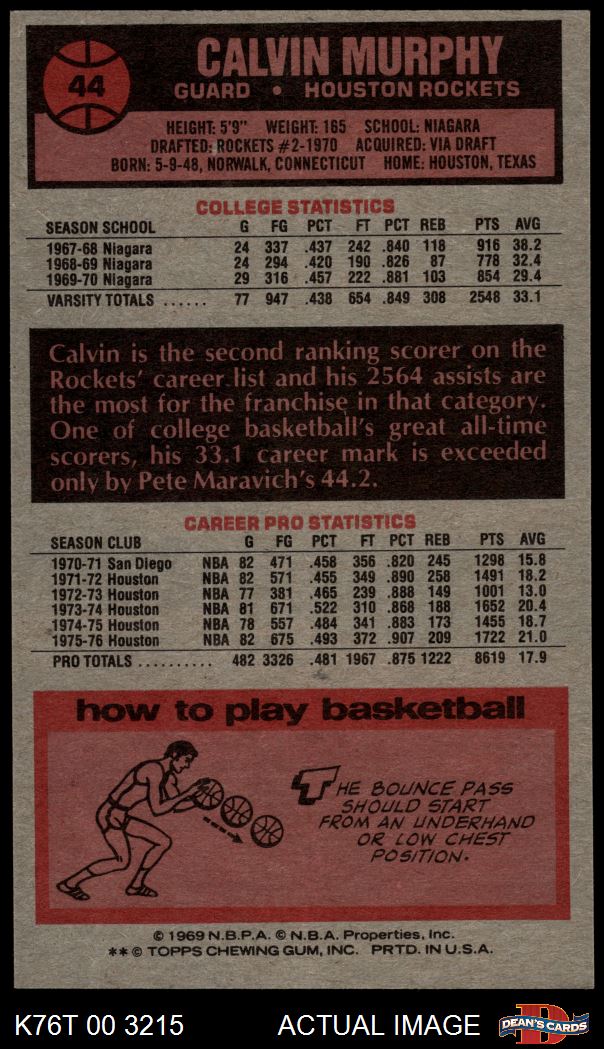 44
CALVIN MURPHY
GUARD • HOUSTON ROCKETS
HEIGHT: 5'9" WEIGHT: 165 SCHOOL: NIAGARA
DRAFTED: ROCKETS #2-1970 ACQUIRED: VIA DRAFT
BORN: 5-9-48, NORWALK, CONNECTICUT HOME: HOUSTON, TEXAS
COLLEGE STATISTICS
SEASON SCHOOL G FG PCT FT PCT REB PTS AVG
1967-68 Niagara 24 337 .437 242 .840 118 916 38.2
1968-69 Niagara 24 294 .420 190 .826 87 778 32.4
1969-70 Niagara 29 316 .457 222 .881 103 854 29.4
VARSITY TOTALS ...... 77 947 .438 654 .849 308 2548 33.1
Calvin is the second ranking scorer on the
Rockets' career list and his 2564 assists are
the most for the franchise in that category.
One of college basketball's great all-time
scorers, his 33.1 career mark is exceeded
only by Pete Maravich's 44.2.
CAREER PRO STATISTICS
SEASON CLUB G FG PCT FT PCT REB PTS AVG
1970-71 San Diego NBA 82 471 .458 356 .820 245 1298 15.8
1971-72 Houston NBA 82 571 .455 349 .890 258 1491 18.2
1972-73 Houston NBA 77 381 .465 239 .888 149 1001 13.0
1973-74 Houston NBA 81 671 .522 310 .868 188 1652 20.4
1974-75 Houston NBA 78 557 .484 341 .883 173 1455 18.7
1975-76 Houston NBA 82 675 .493 372 .907 209 1722 21.0
PRO TOTALS .......... 482 3326 .481 1967 .875 1222 8619 17.9
how to play basketball
THE BOUNCE PASS
SHOULD START
FROM AN UNDERHAND
OR LOW CHEST
POSITION.
© 1969 N.B.P.A. © N.B.A. Properties, Inc.
**© TOPPS CHEWING GUM, INC. PRTD. IN U.S.A.
K76T 00 3215 ACTUAL IMAGE
D
DEAN'S CARDS